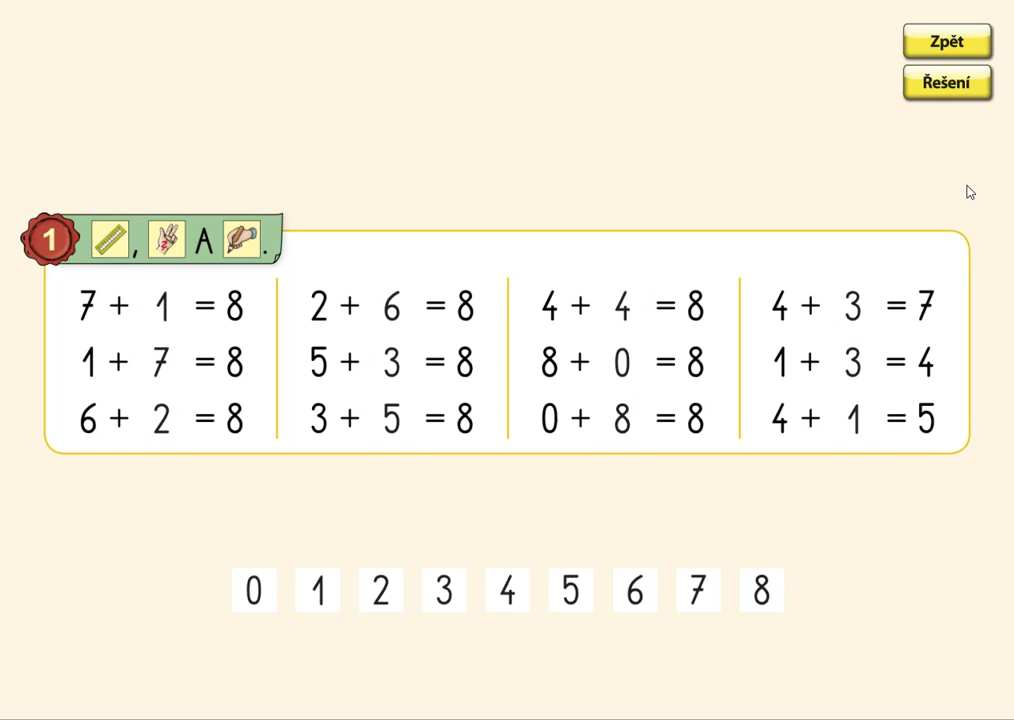 Zpět
Řešení
1 , A .
7 + 1 = 8
1 + 7 = 8
6 + 2 = 8
2 + 6 = 8
5 + 3 = 8
3 + 5 = 8
4 + 4 = 8
8 + 0 = 8
0 + 8 = 8
4 + 3 = 7
1 + 3 = 4
4 + 1 = 5
0 1 2 3 4 5 6 7 8